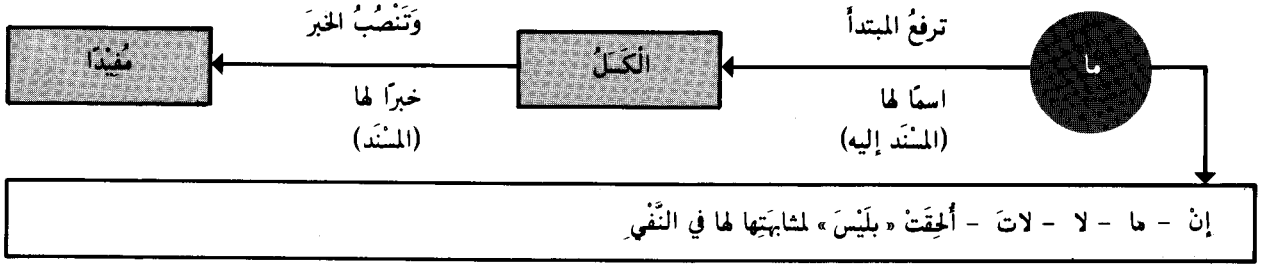 ما
ترفعُ المبتدأَ
اسمًا لها
(المسْنَد إليه)
الْكَسَلُ
وَتَنْصُبُ الخبرَ
خبرًا لها
(المسْنَد)
مُفِيْدًا
إنْ - ما - لا - لاتَ - أُلحِقَتْ « بلَيْسَ » لمشابهَتِها لها في النَّفْيِ